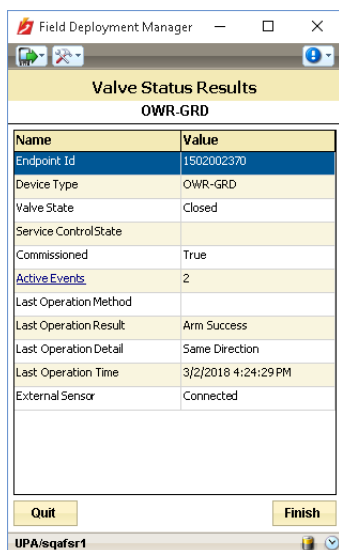 Field Deployment Manager
Valve Status Results
OWR-GRD
Name Value
Endpoint Id 1502002370
Device Type OWR-GRD
Valve State Closed
Service ControlState
Commissioned True
Active Events 2
Last Operation Method
Last Operation Result Arm Success
Last Operation Detail Same Direction
Last Operation Time 3/2/2018 4:24:29 PM
External Sensor Connected
Quit Finish
UPA/sqafsr1